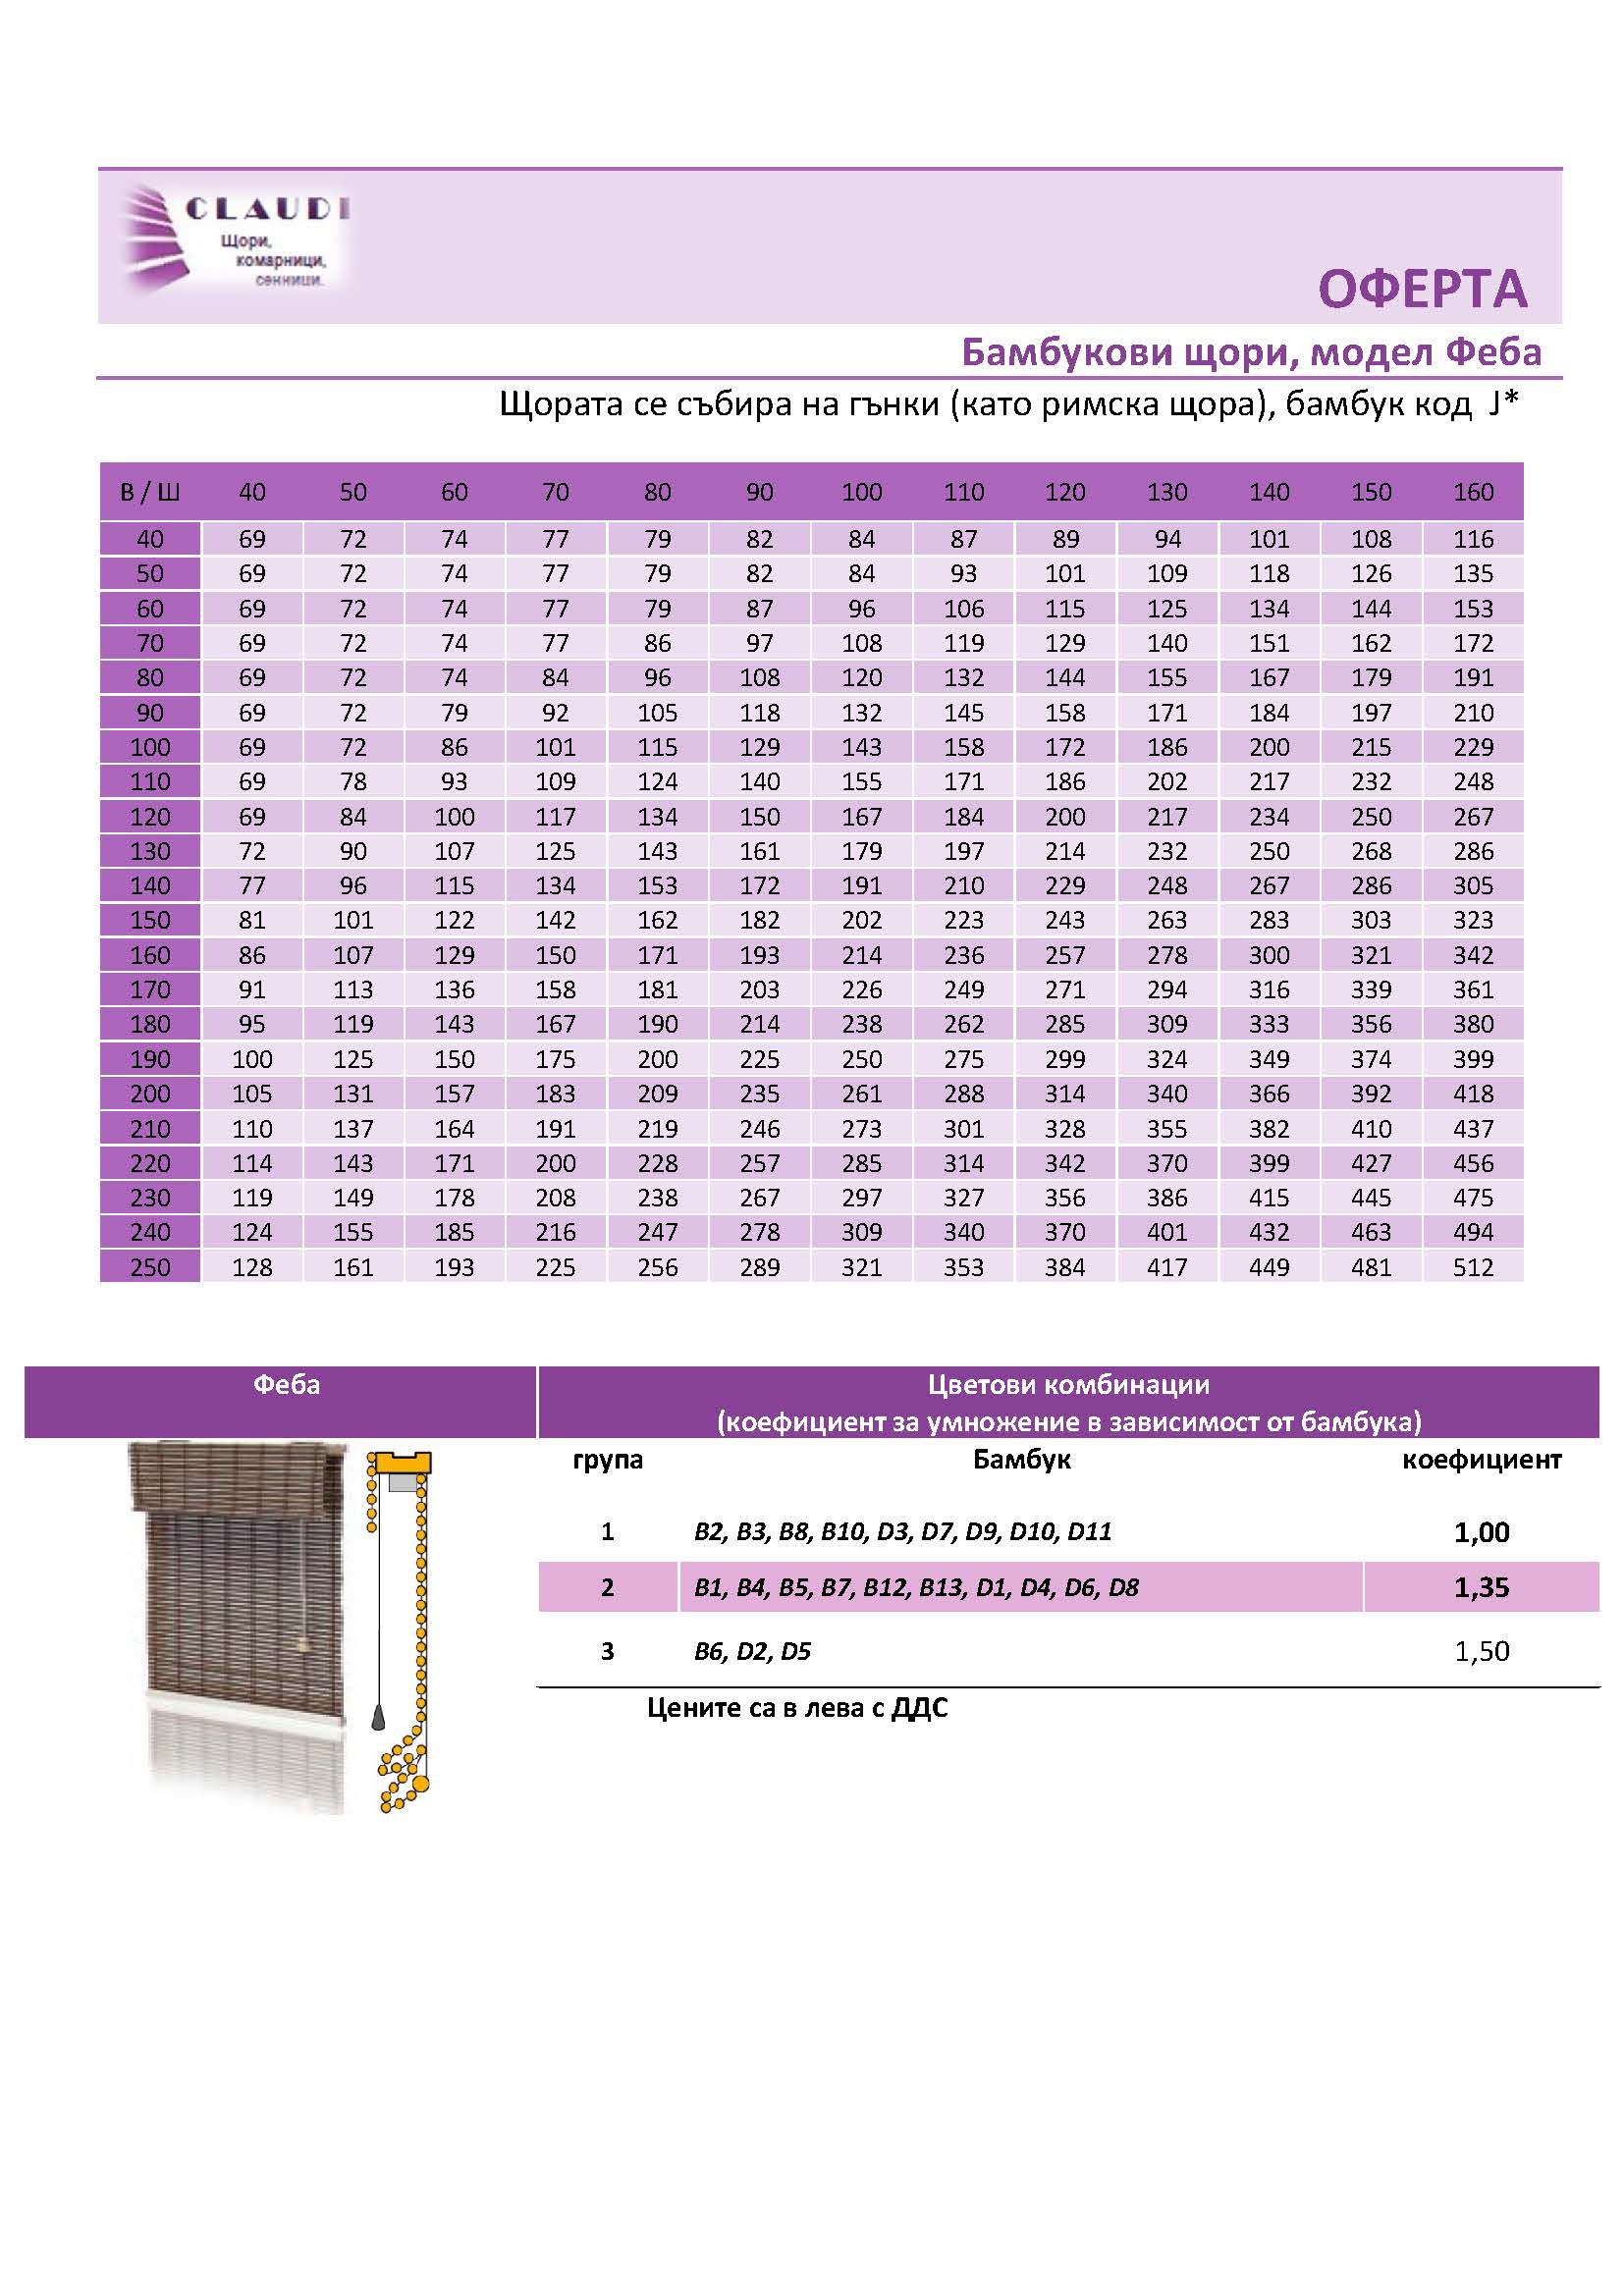 CLAUDI
Щори,
комарници,
сенници.
ОФЕРТА
Бамбукови щори, модел Феба
Щората се събира на гънки (като римска щора), бамбук код J*
В / Ш 40 50 60 70 80 90 100 110 120 130 140 150 160
40 69 72 74 77 79 82 84 87 89 94 101 108 116
50 69 72 74 77 79 82 84 93 101 109 118 126 135
60 69 72 74 77 79 87 96 106 115 125 134 144 153
70 69 72 74 77 86 97 108 119 129 140 151 162 172
80 69 72 74 84 96 108 120 132 144 155 167 179 191
90 69 72 79 92 105 118 132 145 158 171 184 197 210
100 69 72 86 101 115 129 143 158 172 186 200 215 229
110 69 78 93 109 124 140 155 171 186 202 217 232 248
120 69 84 100 117 134 150 167 184 200 217 234 250 267
130 72 90 107 125 143 161 179 197 214 232 250 268 286
140 77 96 115 134 153 172 191 210 229 248 267 286 305
150 81 101 122 142 162 182 202 223 243 263 283 303 323
160 86 107 129 150 171 193 214 236 257 278 300 321 342
170 91 113 136 158 181 203 226 249 271 294 316 339 361
180 95 119 143 167 190 214 238 262 285 309 333 356 380
190 100 125 150 175 200 225 250 275 299 324 349 374 399
200 105 131 157 183 209 235 261 288 314 340 366 392 418
210 110 137 164 191 219 246 273 301 328 355 382 410 437
220 114 143 171 200 228 257 285 314 342 370 399 427 456
230 119 149 178 208 238 267 297 327 356 386 415 445 475
240 124 155 185 216 247 278 309 340 370 401 432 463 494
250 128 161 193 225 256 289 321 353 384 417 449 481 512
Феба
Цветови комбинации
(коефициент за умножение в зависимост от бамбука)
група Бамбук коефициент
1 B2, B3, B8, B10, D3, D7, D9, D10, D11 1,00
2 B1, B4, B5, B7, B12, B13, D1, D4, D6, D8 1,35
3 B6, D2, D5 1,50
Цените са в лева с ДДС